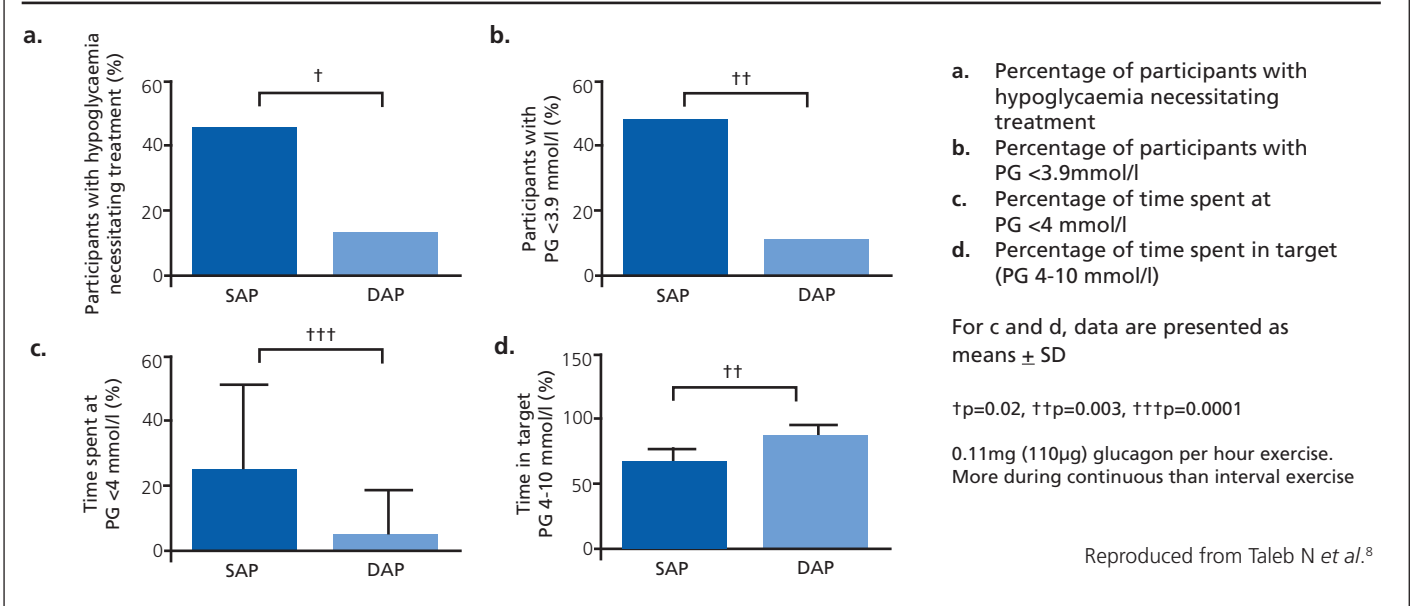 a.
Participants with hypoglycaemia
necessitating treatment (%)
60
40
20
0
†
SAP
DAP
b.
Participants with
PG <3.9 mmol/l (%)
60
40
20
0
††
SAP
DAP
c.
Time spent at
PG <4 mmol/l (%)
60
40
20
0
†††
SAP
DAP
d.
Time in target
PG 4-10 mmol/l (%)
150
100
50
0
††
SAP
DAP
a. Percentage of participants with
hypoglycaemia necessitating
treatment
b. Percentage of participants with
PG <3.9mmol/l
c. Percentage of time spent at
PG <4 mmol/l
d. Percentage of time spent in target
(PG 4-10 mmol/l)
For c and d, data are presented as
means ± SD
†p=0.02, ††p=0.003, †††p=0.0001
0.11mg (110µg) glucagon per hour exercise.
More during continuous than interval exercise
Reproduced from Taleb N et al.⁸